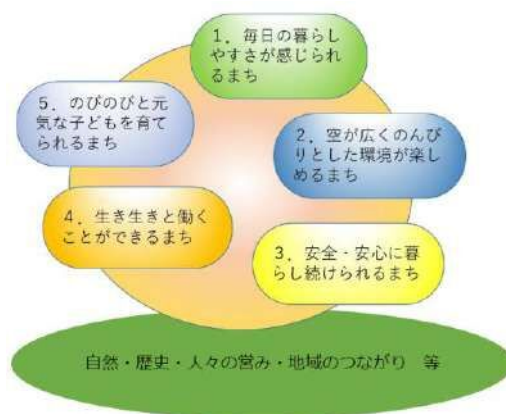 1．毎日の暮らし
やすさが感じられ
るまち
2．空が広くのんび
りとした環境が楽し
めるまち
3．安全・安心に暮
らし続けられるまち
4．生き生きと働く
ことができるまち
5．のびのびと元
気な子どもを育て
られるまち
自然・歴史・人々の営み・地域のつながり　等